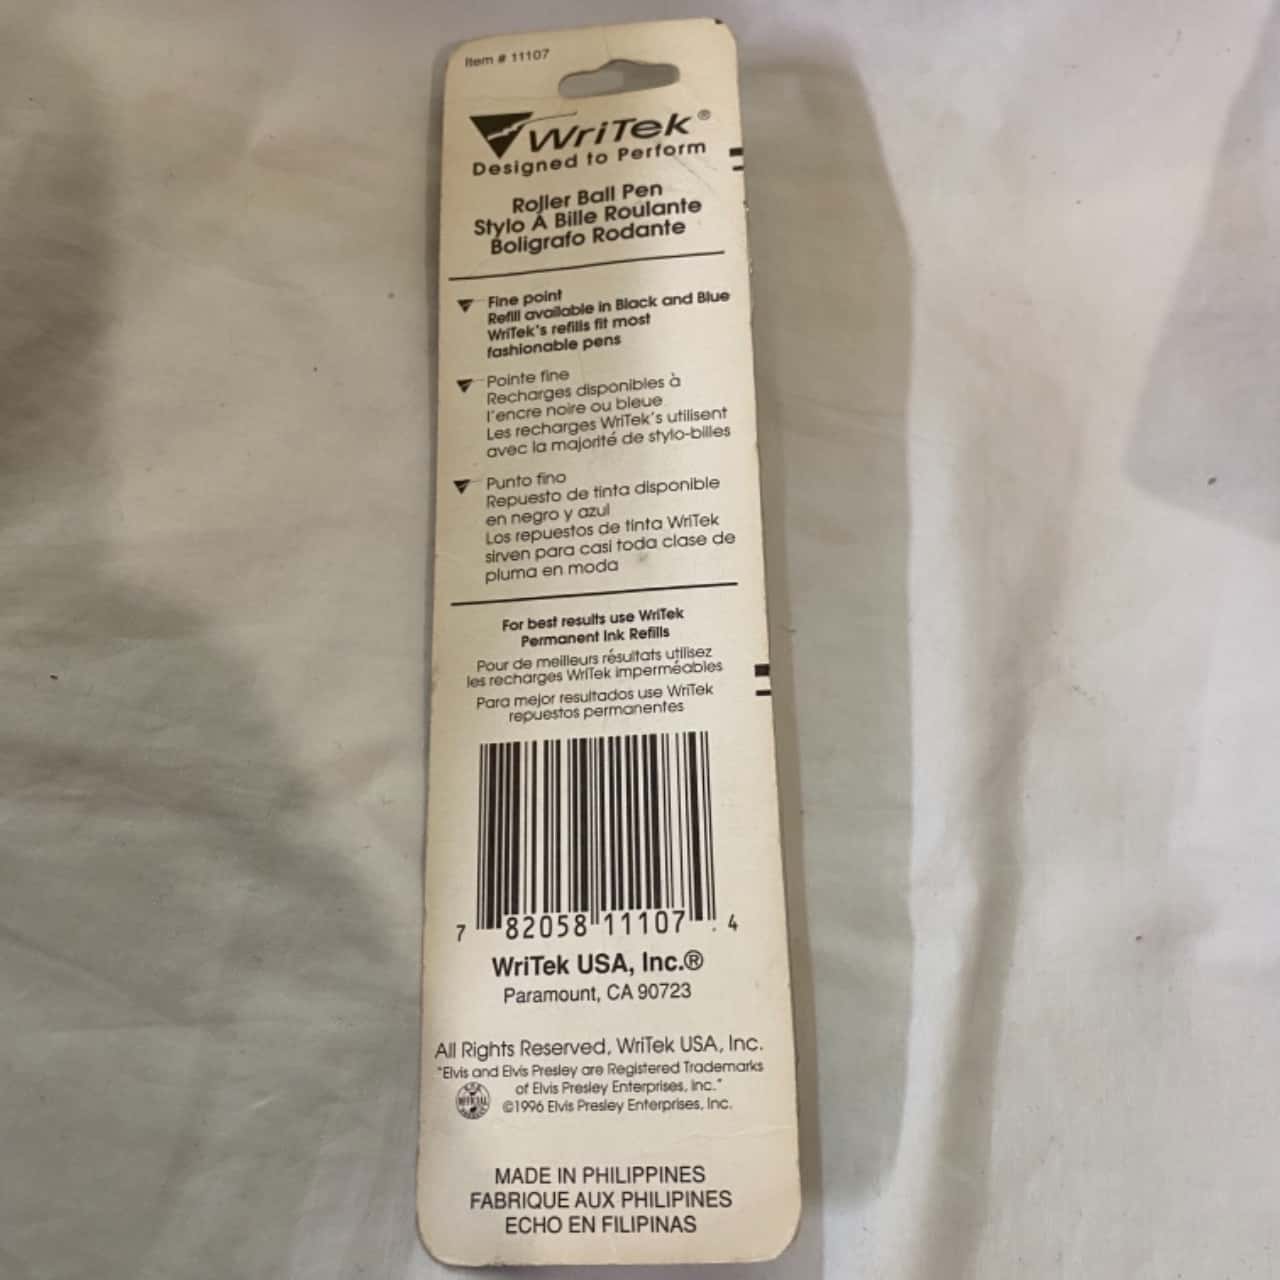 Item # 11107
WriTek®
Designed to Perform
Roller Ball Pen
Stylo À Bille Roulante
Boligrafo Rodante
Fine point
Refill available in Black and Blue
WriTek's refills fit most
fashionable pens
Pointe fine
Recharges disponibles à
l'encre noire ou bleue
Les recharges WriTek's utilisent
avec la majorité de stylo-billes
Punto fino
Repuesto de tinta disponible
en negro y azul
Los repuestos de tinta WriTek
sirven para casi toda clase de
pluma en moda
For best results use WriTek
Permanent Ink Refills
Pour de meilleurs résultats utilisez
les recharges WriTek imperméables
Para mejor resultados use WriTek
repuestos permanentes
7 82058 11107 4
WriTek USA, Inc.®
Paramount, CA 90723
All Rights Reserved, WriTek USA, Inc.
"Elvis and Elvis Presley are Registered Trademarks
of Elvis Presley Enterprises, Inc."
OFFICIAL
©1996 Elvis Presley Enterprises, Inc.
MADE IN PHILIPPINES
FABRIQUE AUX PHILIPINES
ECHO EN FILIPINAS